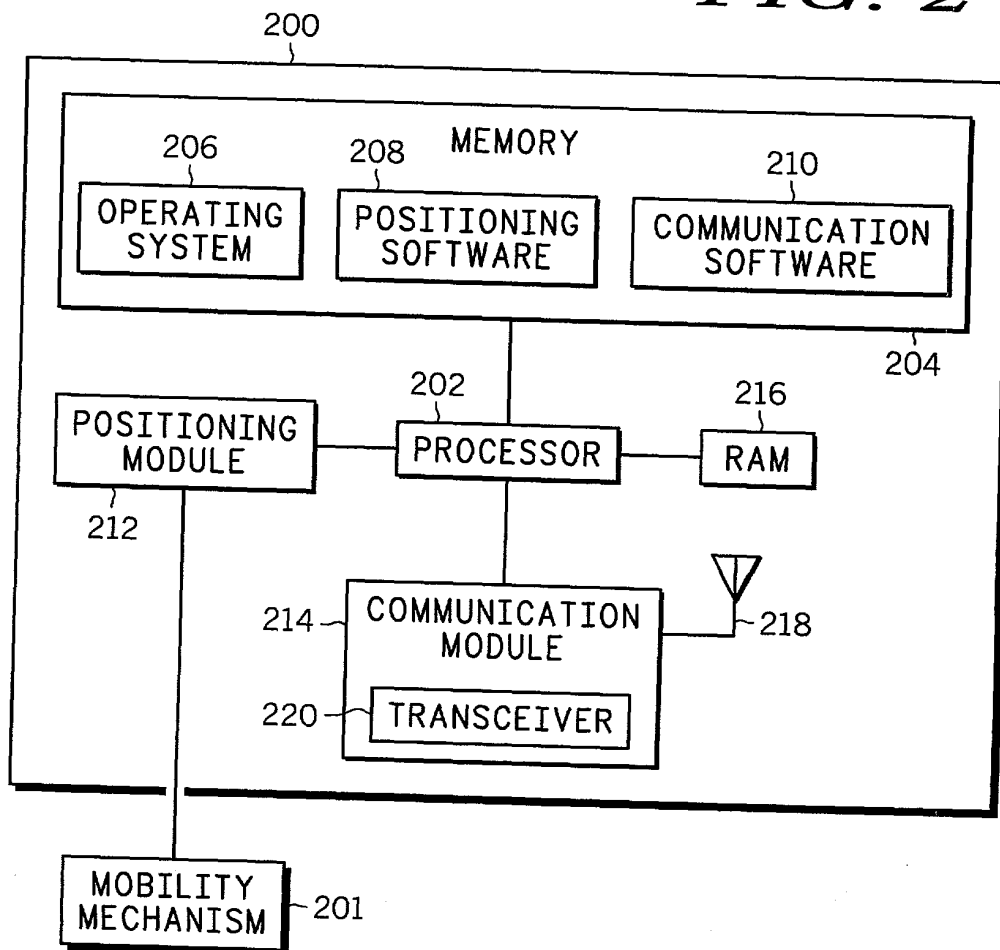 FIG. 2
200
MEMORY
206
208
210
OPERATING
SYSTEM
POSITIONING
SOFTWARE
COMMUNICATION
SOFTWARE
204
202
216
POSITIONING
MODULE
PROCESSOR
RAM
212
214
COMMUNICATION
MODULE
218
220
TRANSCEIVER
MOBILITY
MECHANISM
201